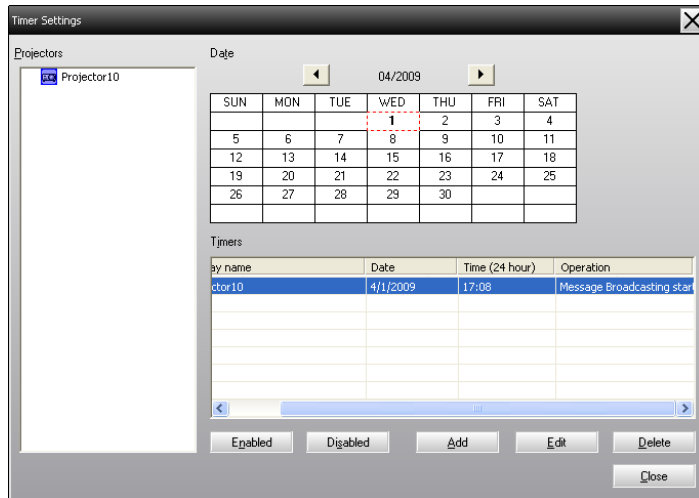 Timer Settings
Projectors
Projector10
Date
04/2009
SUN MON TUE WED THU FRI SAT
1 2 3 4
5 6 7 8 9 10 11
12 13 14 15 16 17 18
19 20 21 22 23 24 25
26 27 28 29 30
Timers
ay name Date Time (24 hour) Operation
ctor10 4/1/2009 17:08 Message Broadcasting start
Enabled Disabled Add Edit Delete
Close